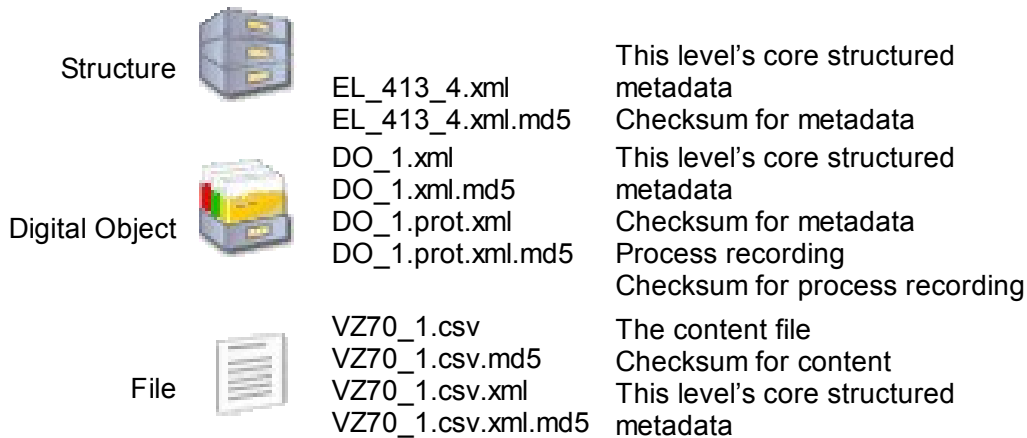 Structure
EL_413_4.xml
EL_413_4.xml.md5
This level's core structured
metadata
Checksum for metadata
Digital Object
DO_1.xml
DO_1.xml.md5
DO_1.prot.xml
DO_1.prot.xml.md5
This level's core structured
metadata
Checksum for metadata
Process recording
Checksum for process recording
File
VZ70_1.csv
VZ70_1.csv.md5
VZ70_1.csv.xml
VZ70_1.csv.xml.md5
The content file
Checksum for content
This level's core structured
metadata